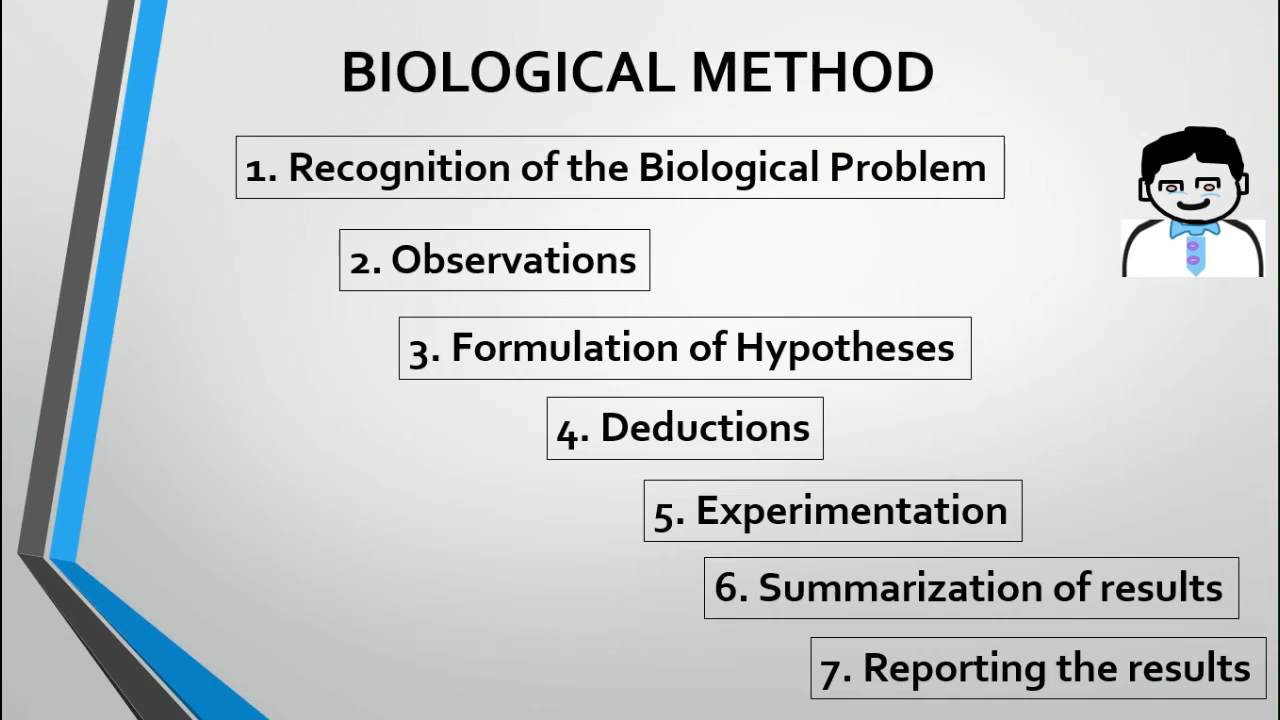 BIOLOGICAL METHOD
1. Recognition of the Biological Problem
2. Observations
3. Formulation of Hypotheses
4. Deductions
5. Experimentation
6. Summarization of results
7. Reporting the results